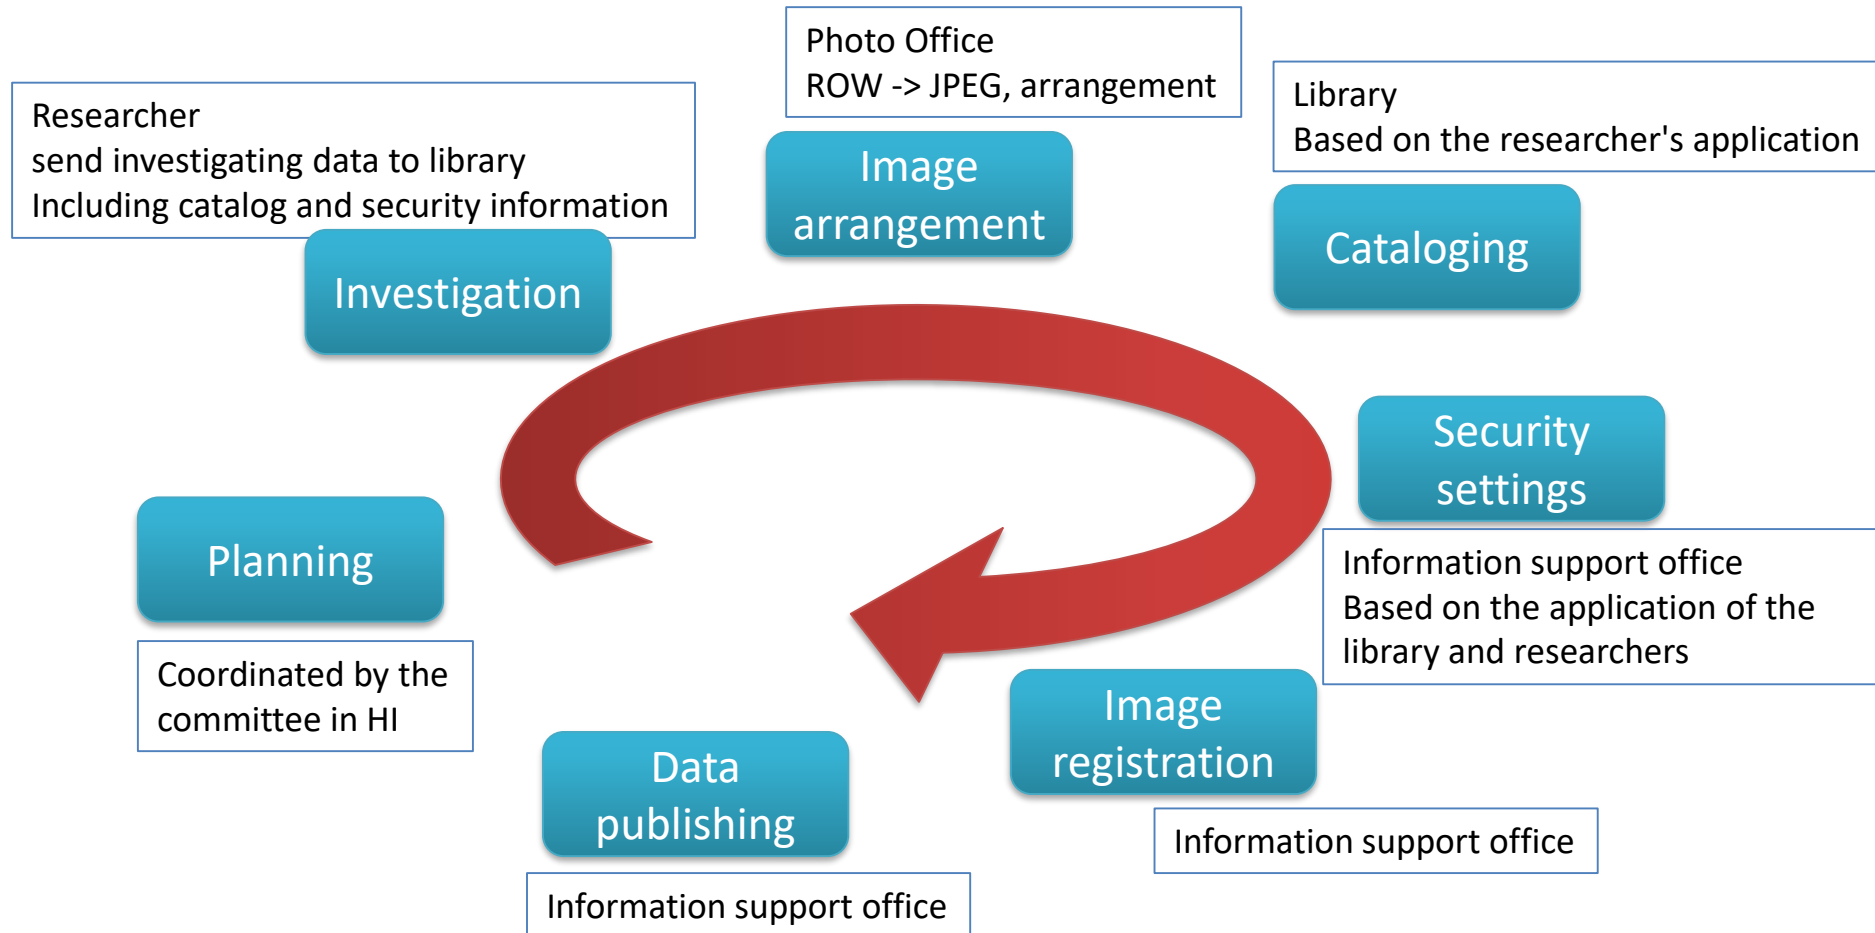 Photo Office
ROW -> JPEG, arrangement
Researcher
send investigating data to library
Including catalog and security information
Library
Based on the researcher's application
Image
arrangement
Cataloging
Investigation
Security
settings
Planning
Information support office
Based on the application of the
library and researchers
Coordinated by the
committee in HI
Image
registration
Data
publishing
Information support office
Information support office